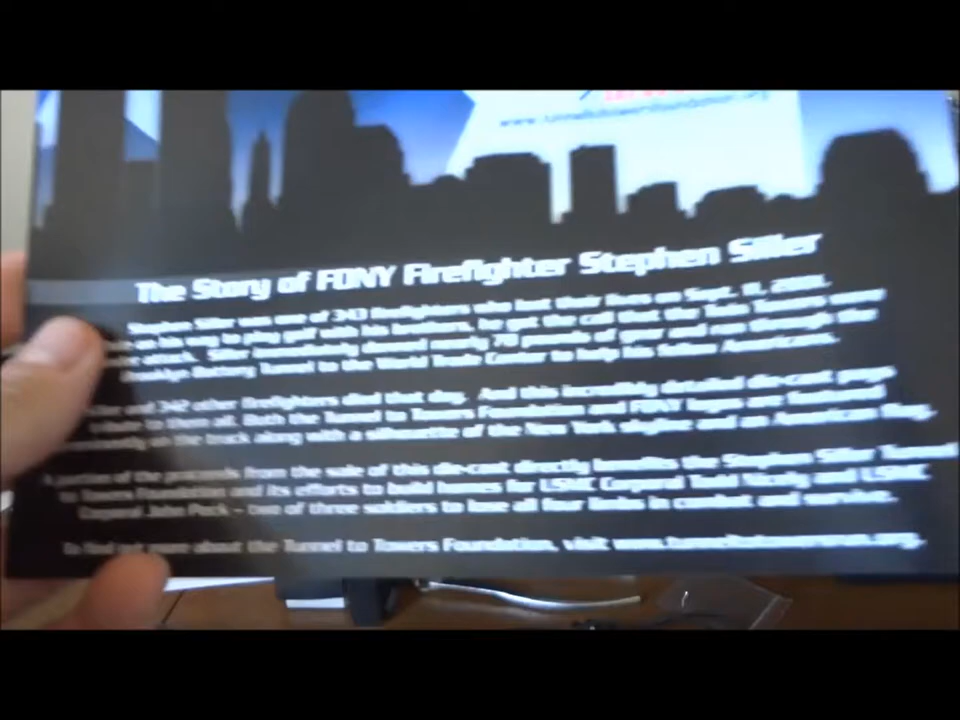 The Story of FDNY Firefighter Stephen Siller
Stephen Siller was one of 343 firefighters who lost their lives on Sept. 11, 2001.
on his way to play golf with his brothers, he got the call that the Twin Towers were
attack. Siller immediately donned nearly 70 pounds of gear and ran through the
Brooklyn Battery Tunnel to the World Trade Center to help his fellow Americans.
and 342 other firefighters died that day. And this incredibly detailed die-cast pays
tribute to them all. Both the Tunnel to Towers Foundation and FDNY logos are featured
on the track along with a silhouette of the New York skyline and an American flag.
A portion of the proceeds from the sale of this die-cast directly benefits the Stephen Siller Tunnel
to Towers Foundation and its efforts to build homes for USMC Corporal Todd Nicely and USMC
Corporal John Peck – two of three soldiers to lose all four limbs in combat and survive.
To find out more about the Tunnel to Towers Foundation, visit www.tunneltotowersrun.org.